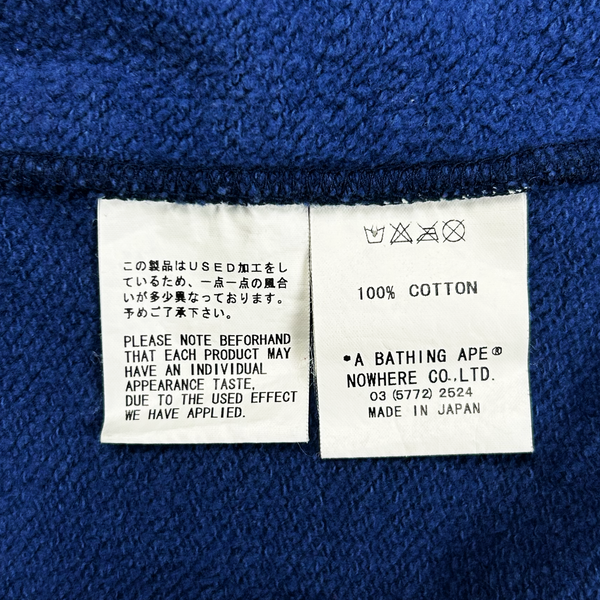 この製品はUSED加工をし
ているため、一点一点の風合
いが多少異なっております。
予めご了承下さい。
PLEASE NOTE BEFORHAND
THAT EACH PRODUCT MAY
HAVE AN INDIVIDUAL
APPEARANCE TASTE,
DUE TO THE USED EFFECT
WE HAVE APPLIED.
100% COTTON
*A BATHING APE®
NOWHERE CO.,LTD.
03 (5772) 2524
MADE IN JAPAN